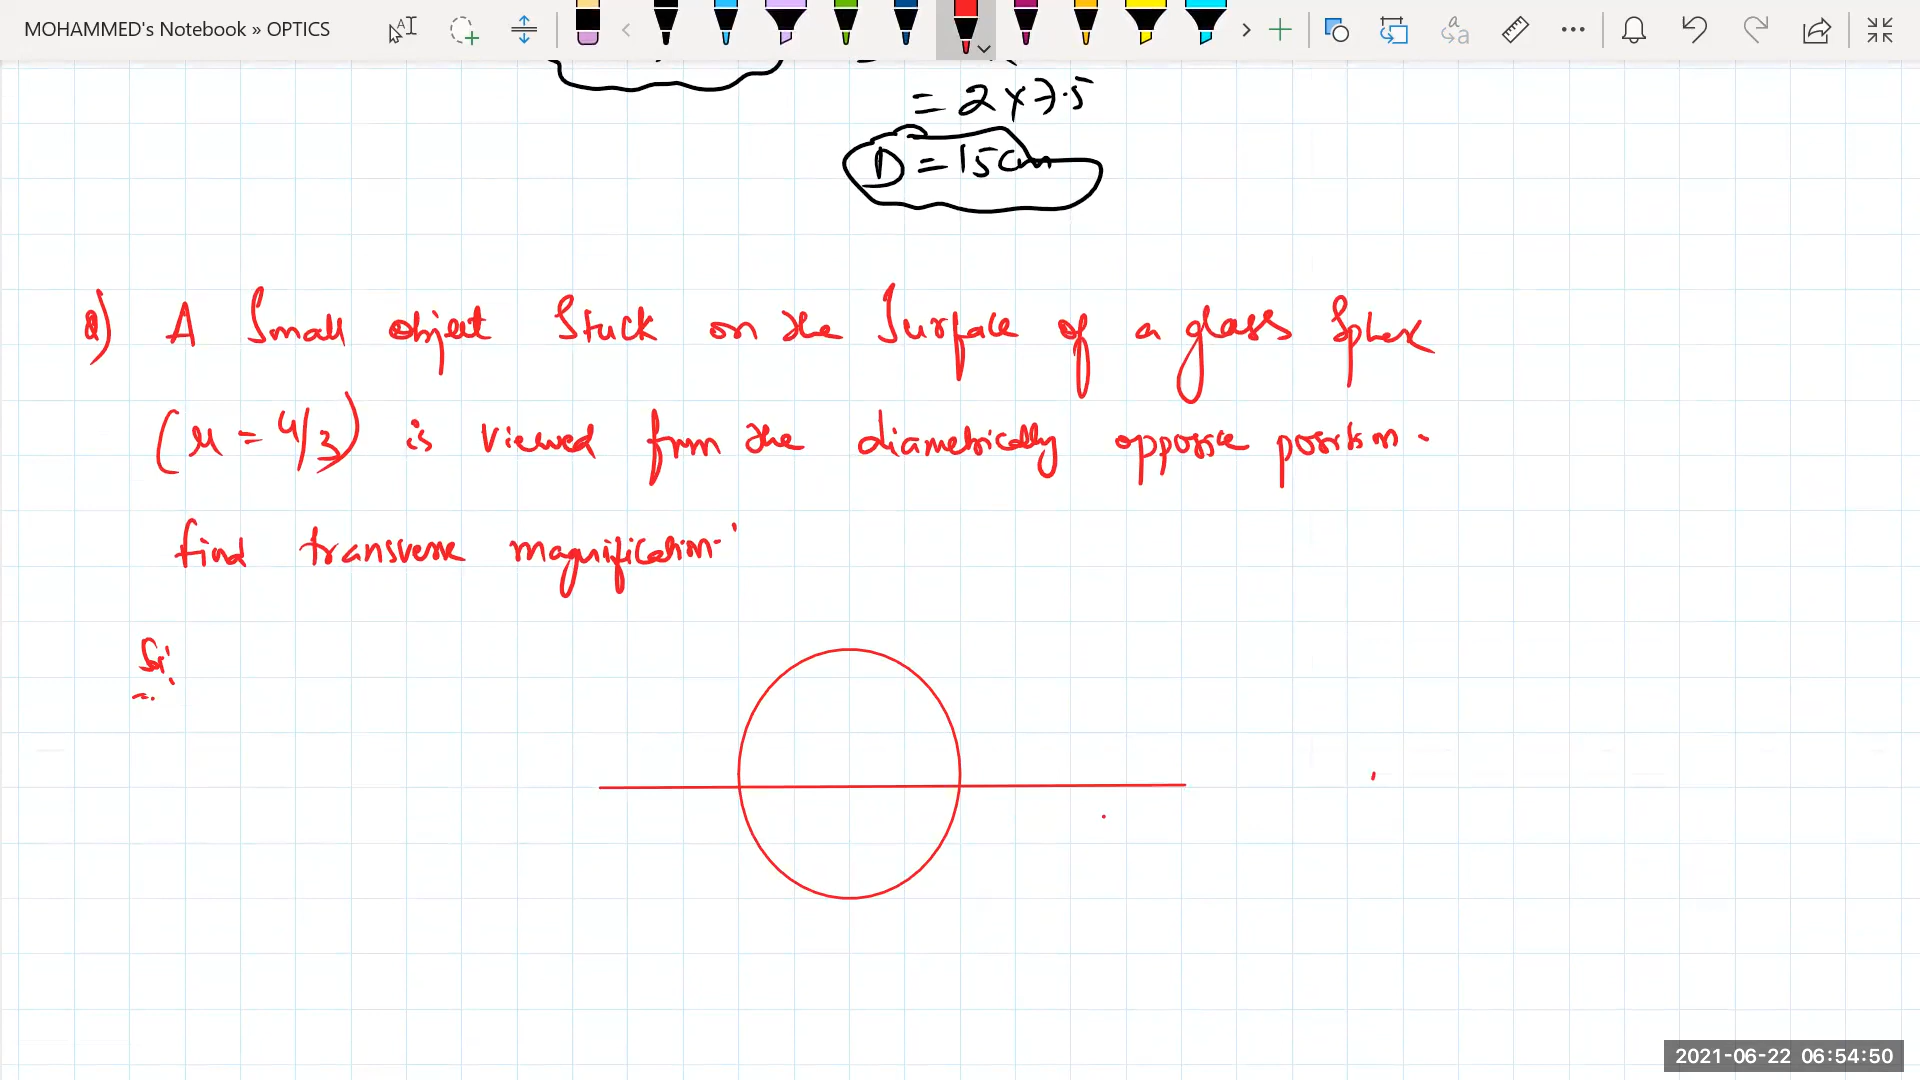 MOHAMMED's Notebook » OPTICS
= 2 x 7.5
D = 15cm
Q) A Small object Stuck on the Surface of a glass Sphere
(μ = 4/3) is viewed from the diametrically opposite position.
find transverse magnification.
Sol:
2021-06-22 06:54:50